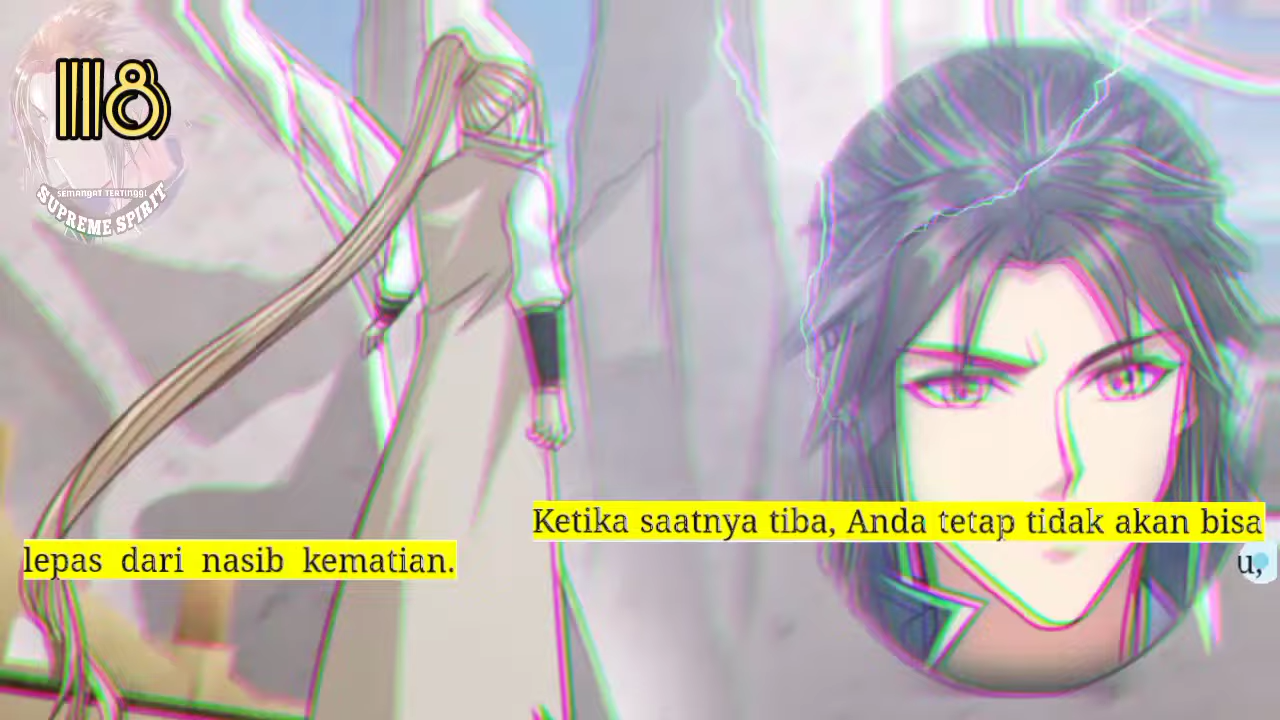 118
SEMANGAT TERTINGGI
SUPREME SPIRIT
Ketika saatnya tiba, Anda tetap tidak akan bisa
lepas dari nasib kematian.
u,